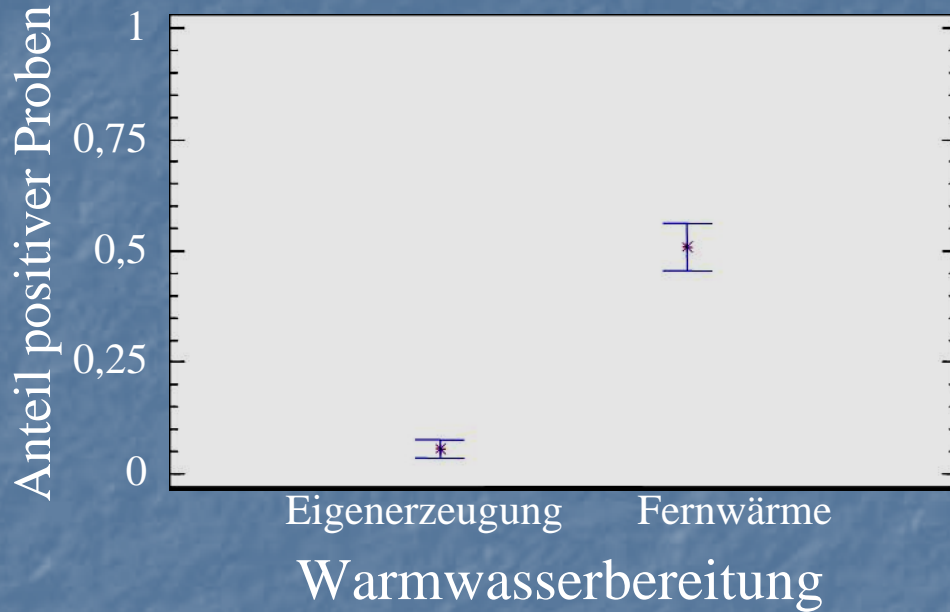 Anteil positiver Proben
1
0,75
0,5
0,25
0
Eigenerzeugung Fernwärme
Warmwasserbereitung